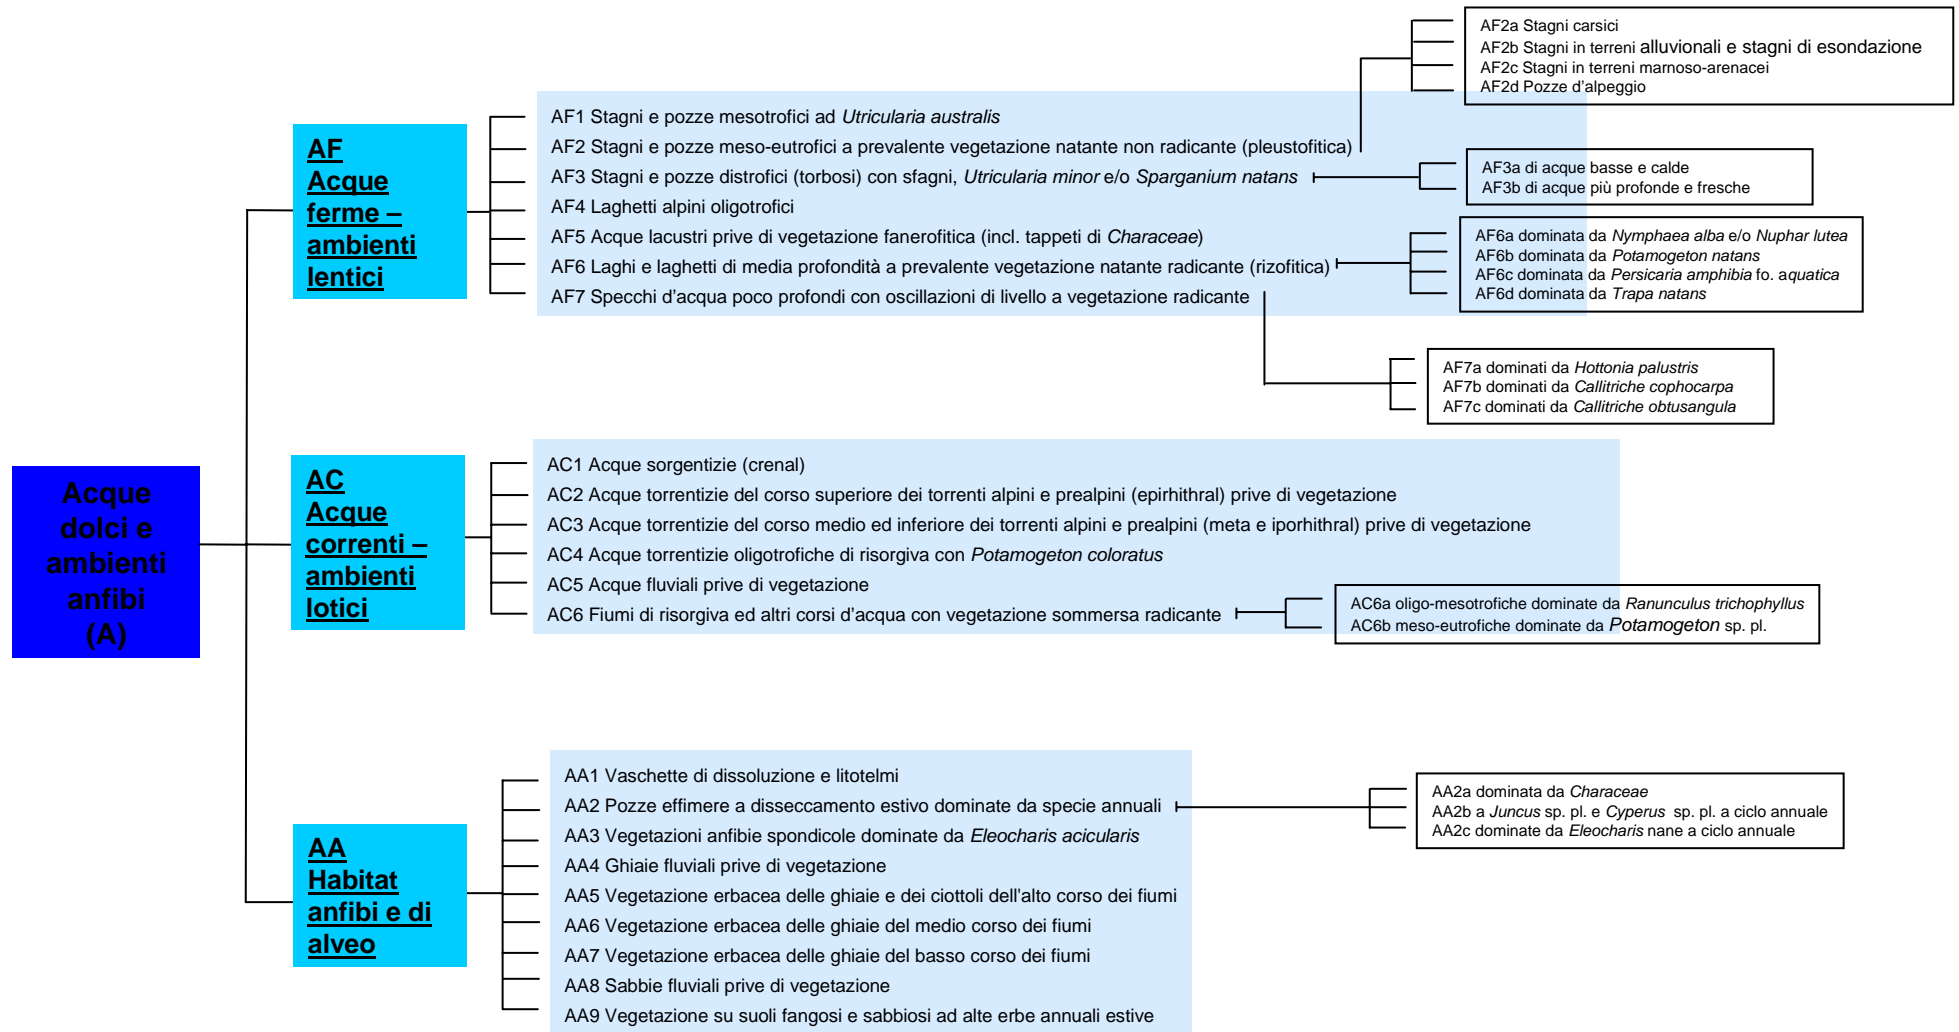 Acque
dolci e
ambienti
anfibi
(A)
AF
Acque
ferme –
ambienti
lentici
AF1 Stagni e pozze mesotrofici ad Utricularia australis
AF2 Stagni e pozze meso-eutrofici a prevalente vegetazione natante non radicante (pleustofitica)
AF3 Stagni e pozze distrofici (torbosi) con sfagni, Utricularia minor e/o Sparganium natans
AF4 Laghetti alpini oligotrofici
AF5 Acque lacustri prive di vegetazione fanerofitica (incl. tappeti di Characeae)
AF6 Laghi e laghetti di media profondità a prevalente vegetazione natante radicante (rizofitica)
AF7 Specchi d'acqua poco profondi con oscillazioni di livello a vegetazione radicante
AF2a Stagni carsici
AF2b Stagni in terreni alluvionali e stagni di esondazione
AF2c Stagni in terreni marnoso-arenacei
AF2d Pozze d'alpeggio
AF3a di acque basse e calde
AF3b di acque più profonde e fresche
AF6a dominata da Nymphaea alba e/o Nuphar lutea
AF6b dominata da Potamogeton natans
AF6c dominata da Persicaria amphibia fo. aquatica
AF6d dominata da Trapa natans
AF7a dominati da Hottonia palustris
AF7b dominati da Callitriche cophocarpa
AF7c dominati da Callitriche obtusangula
AC
Acque
correnti –
ambienti
lotici
AC1 Acque sorgentizie (crenal)
AC2 Acque torrentizie del corso superiore dei torrenti alpini e prealpini (epirhithral) prive di vegetazione
AC3 Acque torrentizie del corso medio ed inferiore dei torrenti alpini e prealpini (meta e iporhithral) prive di vegetazione
AC4 Acque torrentizie oligotrofiche di risorgiva con Potamogeton coloratus
AC5 Acque fluviali prive di vegetazione
AC6 Fiumi di risorgiva ed altri corsi d'acqua con vegetazione sommersa radicante
AC6a oligo-mesotrofiche dominate da Ranunculus trichophyllus
AC6b meso-eutrofiche dominate da Potamogeton sp. pl.
AA
Habitat
anfibi e di
alveo
AA1 Vaschette di dissoluzione e litotelmi
AA2 Pozze effimere a disseccamento estivo dominate da specie annuali
AA3 Vegetazioni anfibie spondicole dominate da Eleocharis acicularis
AA4 Ghiaie fluviali prive di vegetazione
AA5 Vegetazione erbacea delle ghiaie e dei ciottoli dell'alto corso dei fiumi
AA6 Vegetazione erbacea delle ghiaie del medio corso dei fiumi
AA7 Vegetazione erbacea delle ghiaie del basso corso dei fiumi
AA8 Sabbie fluviali prive di vegetazione
AA9 Vegetazione su suoli fangosi e sabbiosi ad alte erbe annuali estive
AA2a dominata da Characeae
AA2b a Juncus sp. pl. e Cyperus sp. pl. a ciclo annuale
AA2c dominate da Eleocharis nane a ciclo annuale